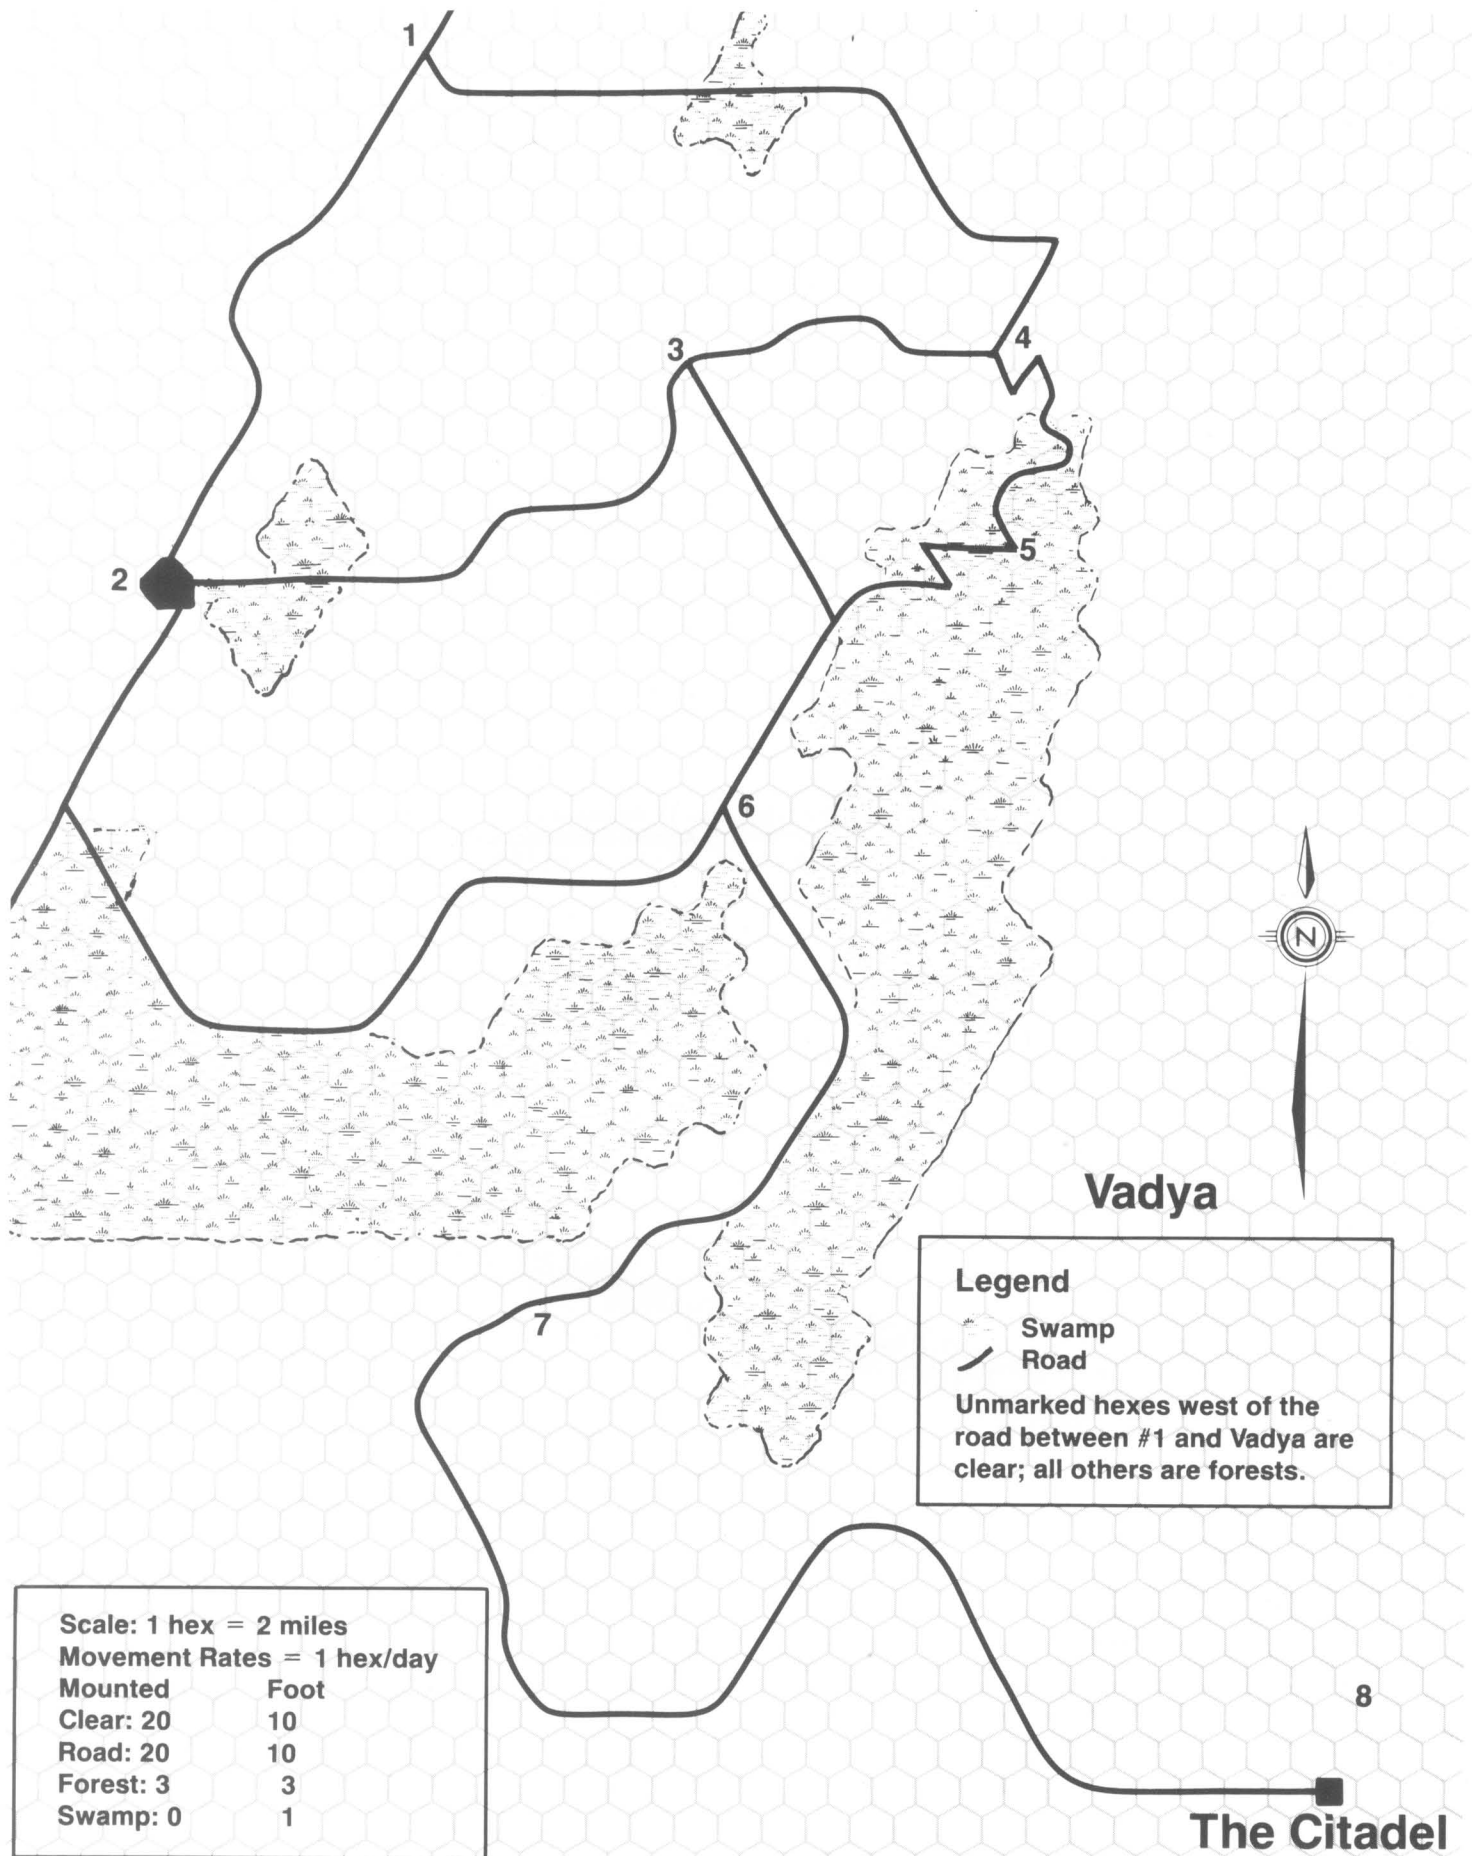 1
3
4
5
2
6
N
Vadya
Legend
Swamp
Road
Unmarked hexes west of the
road between #1 and Vadya are
clear; all others are forests.
7
Scale: 1 hex = 2 miles
Movement Rates = 1 hex/day
Mounted Foot
Clear: 20 10
Road: 20 10
Forest: 3 3
Swamp: 0 1
8
The Citadel